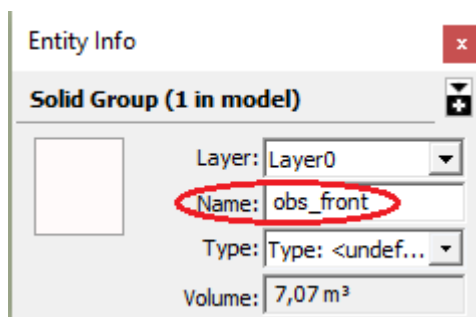 Entity Info
x
Solid Group (1 in model)
Layer: Layer0
Name: obs_front
Type: Type: <undef...
Volume: 7,07 m³